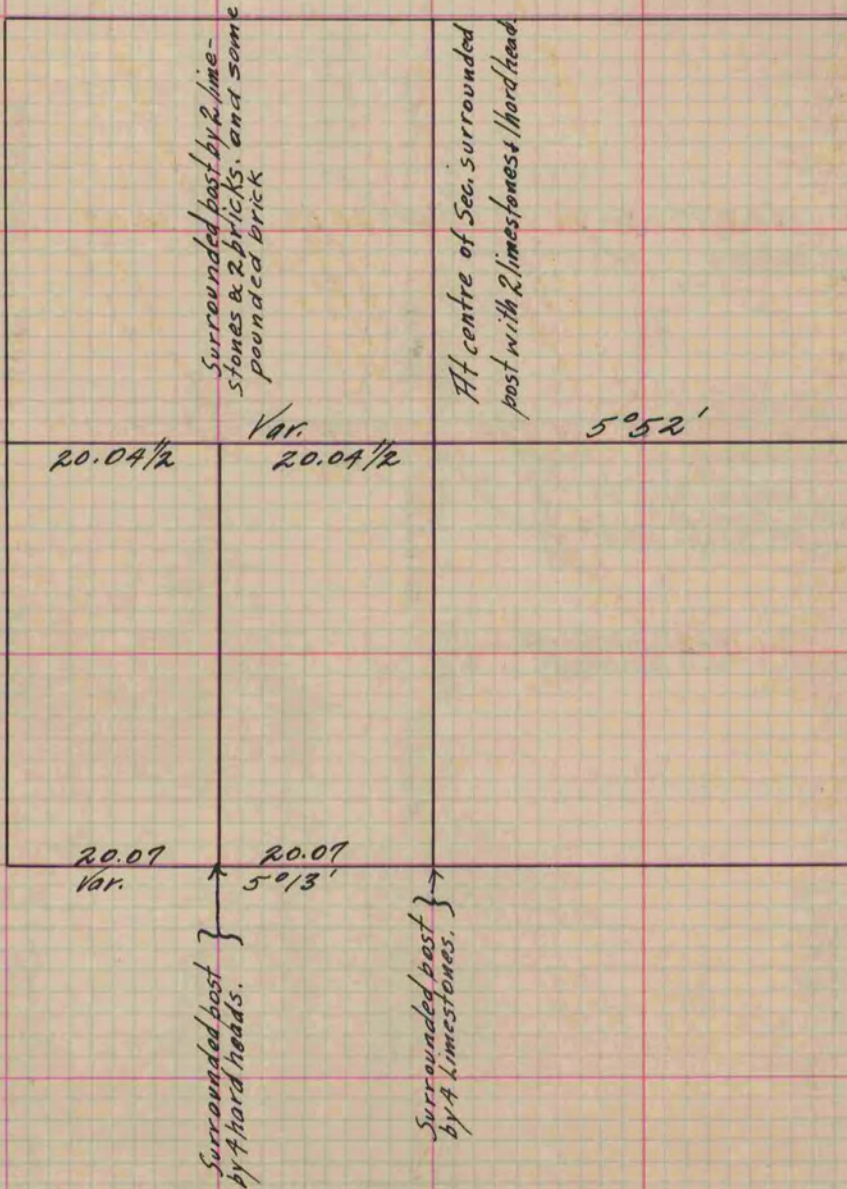 Surrounded post by 2 lime-
stones & 2 bricks. and some
pounded brick
At centre of Sec. surrounded
post with 2 limestones & 1 hard head.
Var. 5°52'
20.04 1/2 20.04 1/2
20.07 20.07
Var. 5°13'
Surrounded post
by 4 hard heads.
Surrounded post
by 4 Limestones.